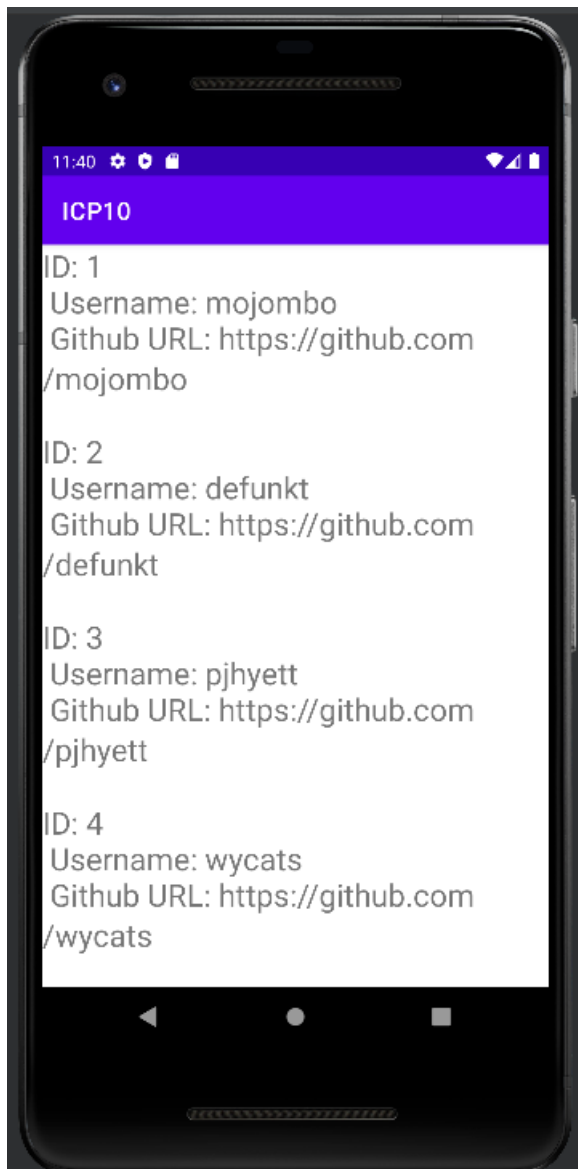 11:40
ICP10
ID: 1
Username: mojombo
Github URL: https://github.com
/mojombo
ID: 2
Username: defunkt
Github URL: https://github.com
/defunkt
ID: 3
Username: pjhyett
Github URL: https://github.com
/pjhyett
ID: 4
Username: wycats
Github URL: https://github.com
/wycats